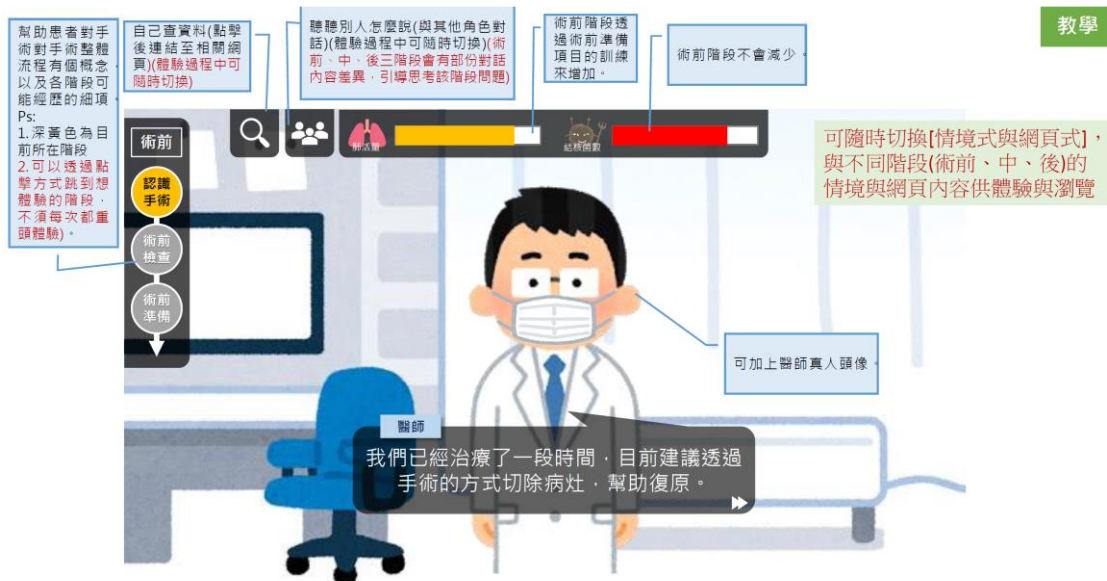 教學
幫助患者對手
術對手術整體
流程有個概念，
以及各階段可
能經歷的細項。
Ps:
1.深黃色為目
前所在階段
2.可以透過點
擊方式跳到想
體驗的階段，
不須每次都重
頭體驗)。
自己查資料(點擊
後連結至相關網
頁)(體驗過程中可
隨時切換)
聽聽別人怎麼說(與其他角色對
話)(體驗過程中可隨時切換)(術
前、中、後三階段會有部份對話
內容差異，引導思考該階段問題)
術前階段透
過術前準備
項目的訓練
來增加。
術前階段不會減少。
可隨時切換[情境式與網頁式]，
與不同階段(術前、中、後)的
情境與網頁內容供體驗與瀏覽
術前
認識
手術
術前
檢查
術前
準備
肺活量
結核菌數
可加上醫師真人頭像。
醫師
我們已經治療了一段時間，目前建議透過
手術的方式切除病灶，幫助復原。